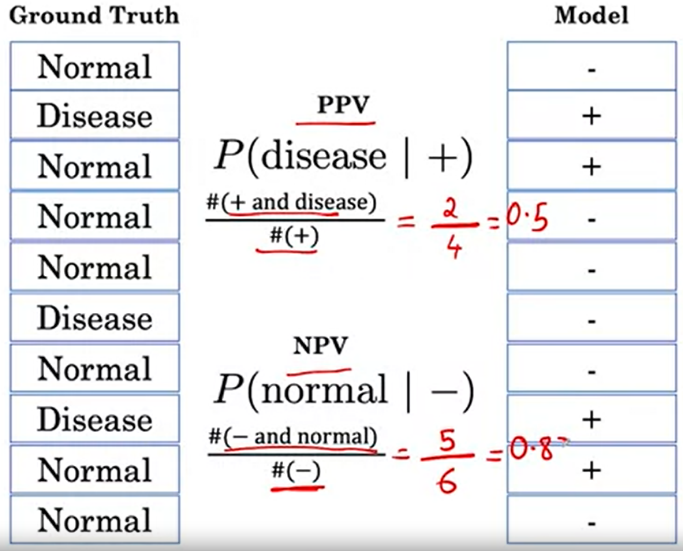 Ground Truth
Model
Normal
-
Disease
+
PPV
Normal
P(disease | +)
+
Normal
#(+ and disease)
#(+)
= 2/4 = 0.5
-
Normal
-
Disease
-
NPV
Normal
P(normal | −)
-
Disease
#(− and normal)
#(−)
= 5/6 = 0.8
+
Normal
+
Normal
-